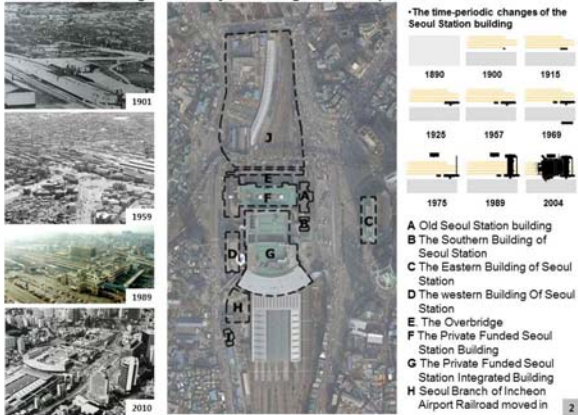 1901
1959
1989
2010
J
E
F
A
B
C
D
G
H
•The time-periodic changes of the
Seoul Station building
1890 1900 1915
1925 1957 1969
1975 1989 2004
A Old Seoul Station building
B The Southern Building of
Seoul Station
C The Eastern Building of Seoul
Station
D The western Building Of Seoul
Station
E. The Overbridge
F The Private Funded Seoul
Station Building
G The Private Funded Seoul
Station Integrated Building
H Seoul Branch of Incheon
Airport Railroad moved in
2